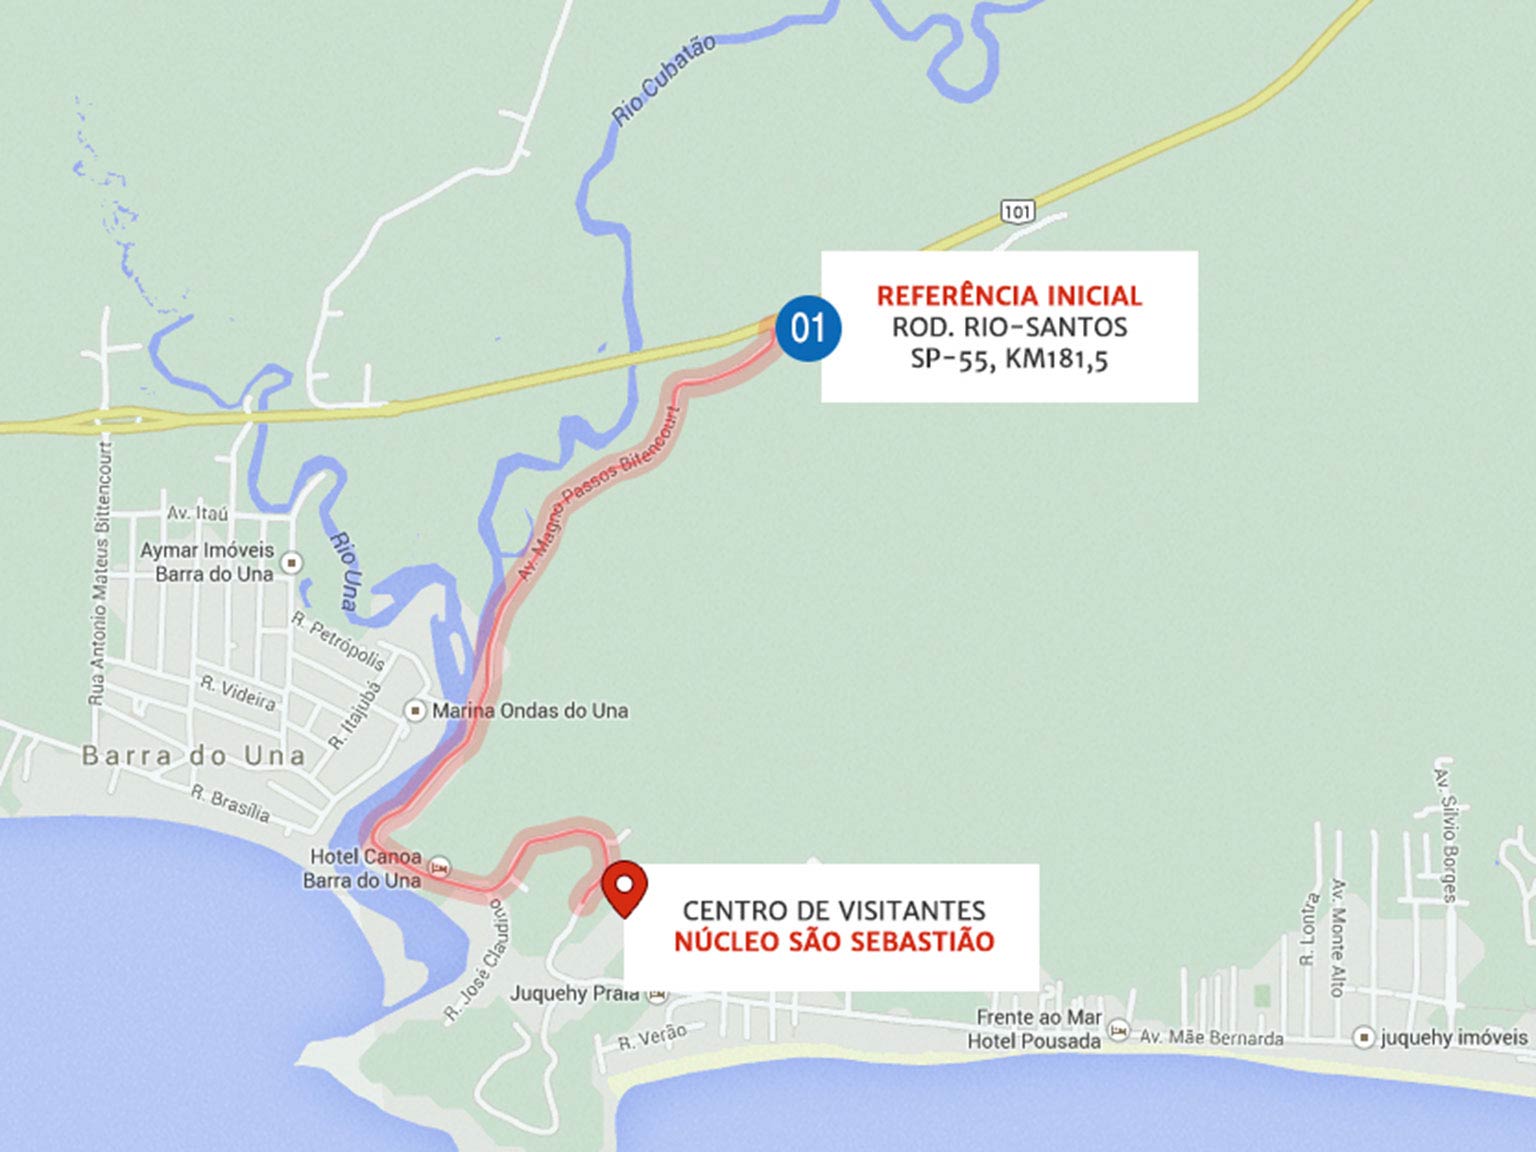 Rio Cubatão
101
01
REFERÊNCIA INICIAL
ROD. RIO-SANTOS
SP-55, KM181,5
Av. Magno Passos Bitencourt
Rua Antonio Mateus Bittencourt
Av. Itaú
Aymar Imóveis
Barra do Una
Rio Una
R. Petrópolis
R. Videira
R. Itajubá
Marina Ondas do Una
Barra do Una
R. Brasília
Hotel Canoa
Barra do Una
R. José Claudino
CENTRO DE VISITANTES
NÚCLEO SÃO SEBASTIÃO
Juquehy Praia
R. Verão
Frente ao Mar
Hotel Pousada
Av. Mãe Bernarda
R. Lontra
Av. Monte Alto
Av. Silvio Borges
juquehy imóveis